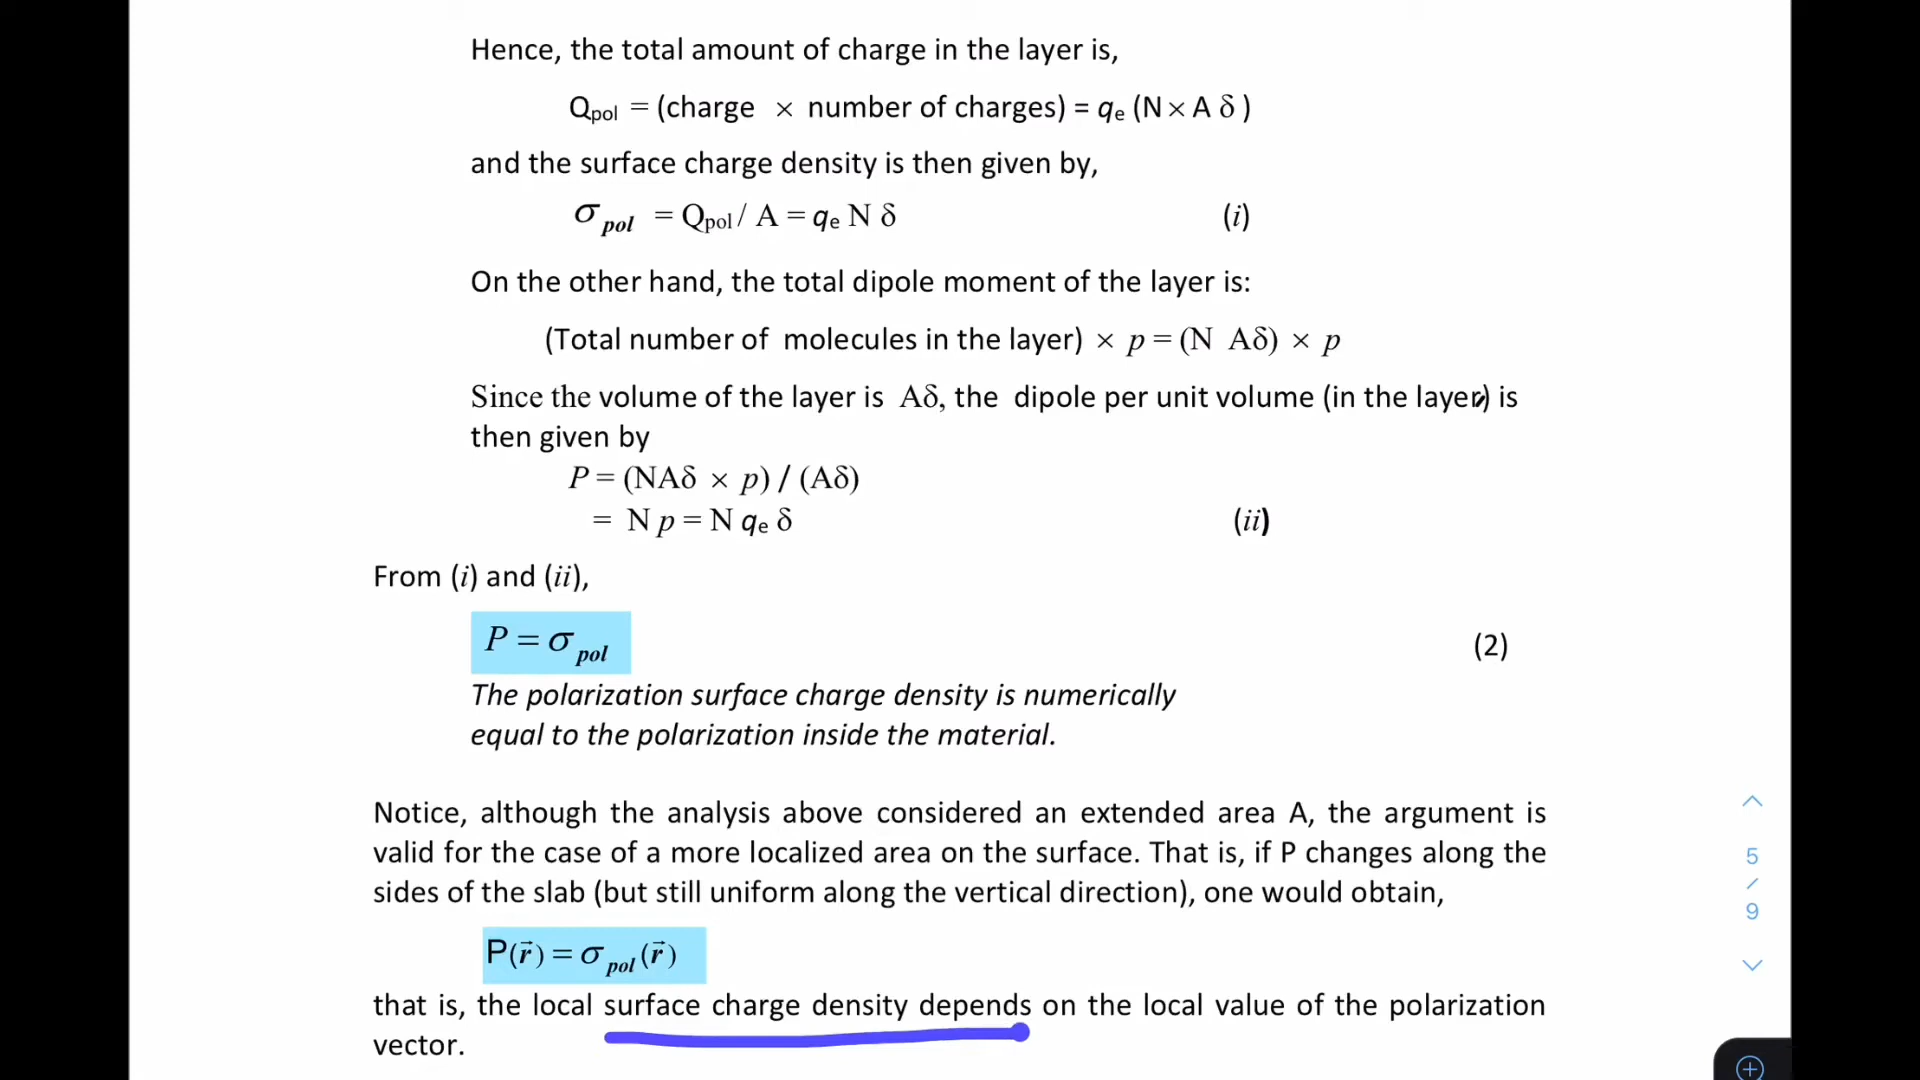 Hence, the total amount of charge in the layer is,
Qpol = (charge × number of charges) = qe (N × A δ )
and the surface charge density is then given by,
σ pol = Qpol / A = qe N δ (i)
On the other hand, the total dipole moment of the layer is:
(Total number of molecules in the layer) × p = (N Aδ) × p
Since the volume of the layer is Aδ, the dipole per unit volume (in the layer) is
then given by
P = (NAδ × p) / (Aδ)
= N p = N qe δ (ii)
From (i) and (ii),
P = σ pol (2)
The polarization surface charge density is numerically
equal to the polarization inside the material.
Notice, although the analysis above considered an extended area A, the argument is
valid for the case of a more localized area on the surface. That is, if P changes along the
sides of the slab (but still uniform along the vertical direction), one would obtain,
P(r⃗) = σ pol (r⃗)
that is, the local surface charge density depends on the local value of the polarization
vector.
5
/
9